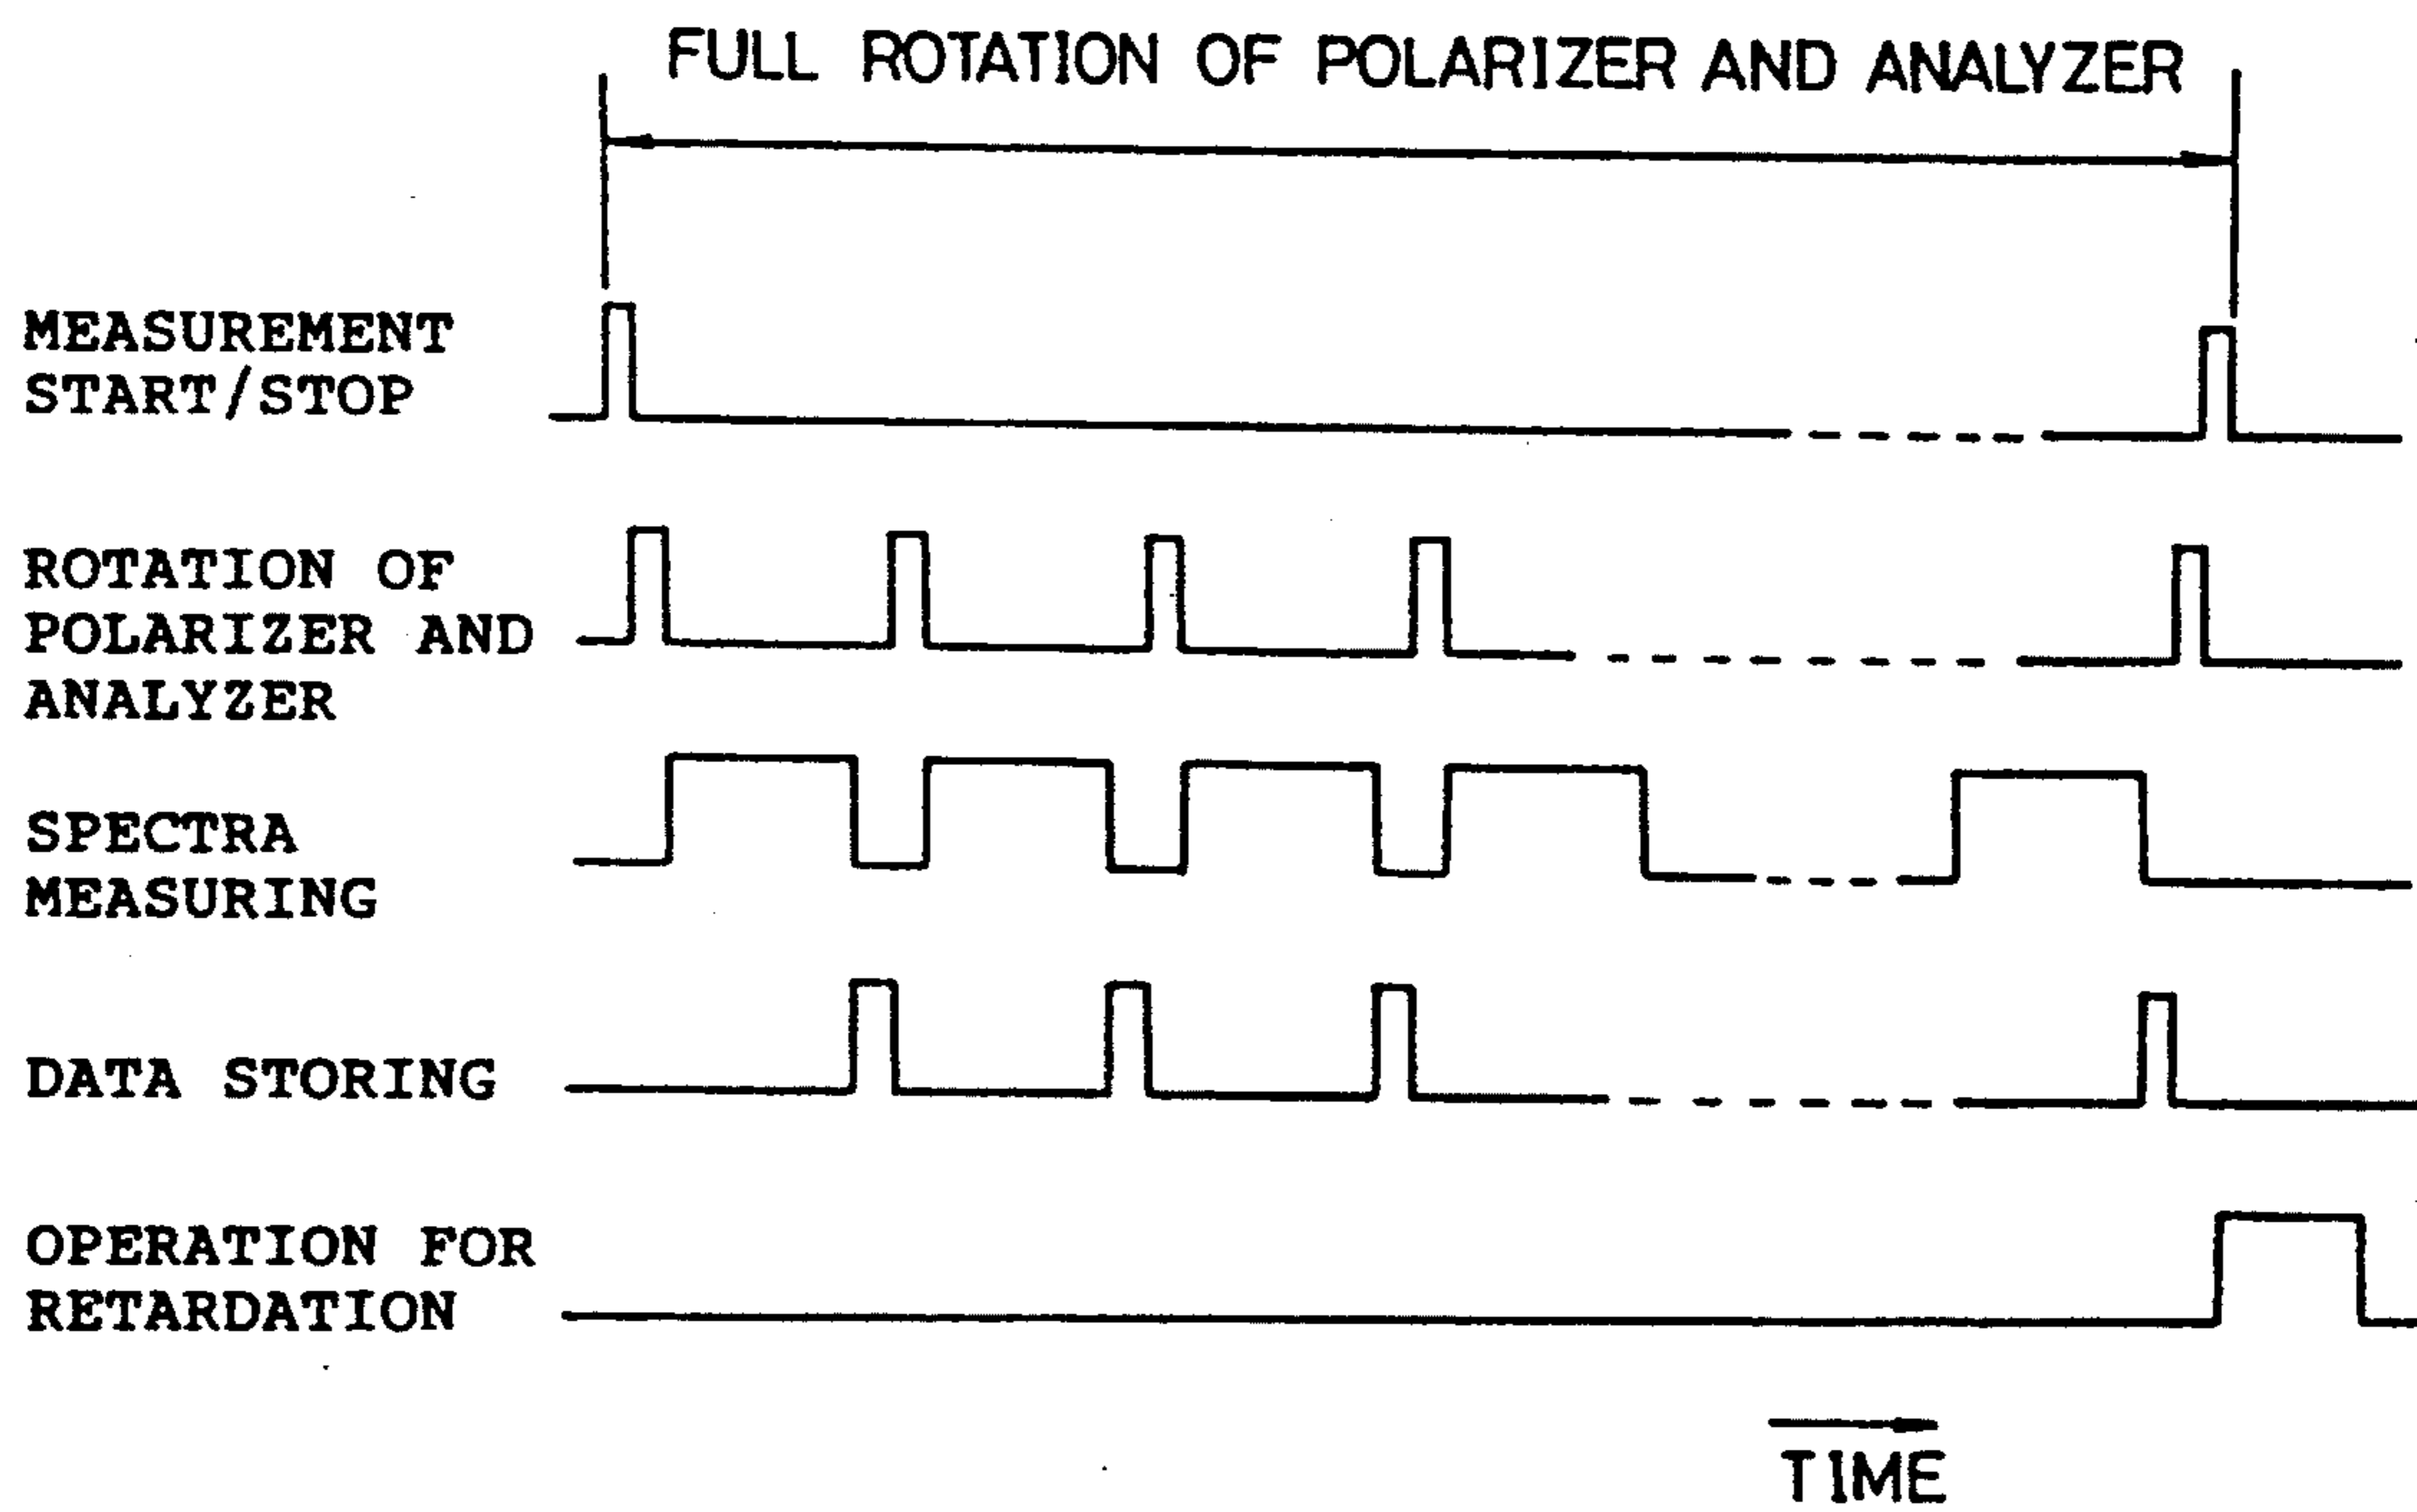 FULL ROTATION OF POLARIZER AND ANALYZER
MEASUREMENT
START/STOP
ROTATION OF
POLARIZER AND
ANALYZER
SPECTRA
MEASURING
DATA STORING
OPERATION FOR
RETARDATION
TIME